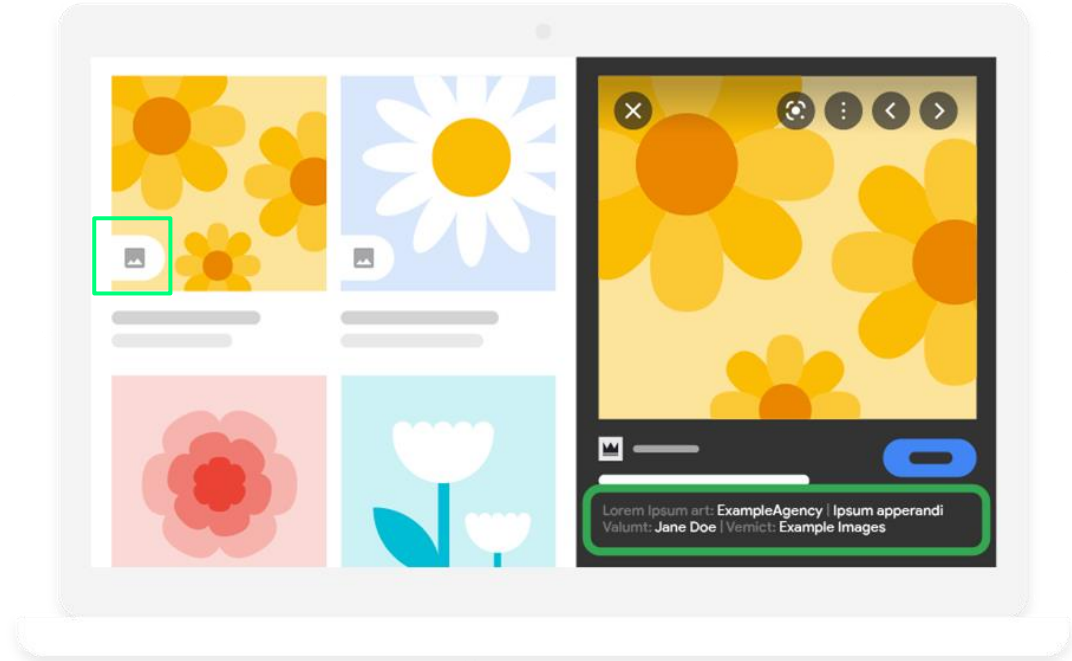 Lorem Ipsum art: ExampleAgency | Ipsum apperandi
Valumt: Jane Doe | Vemict: Example Images